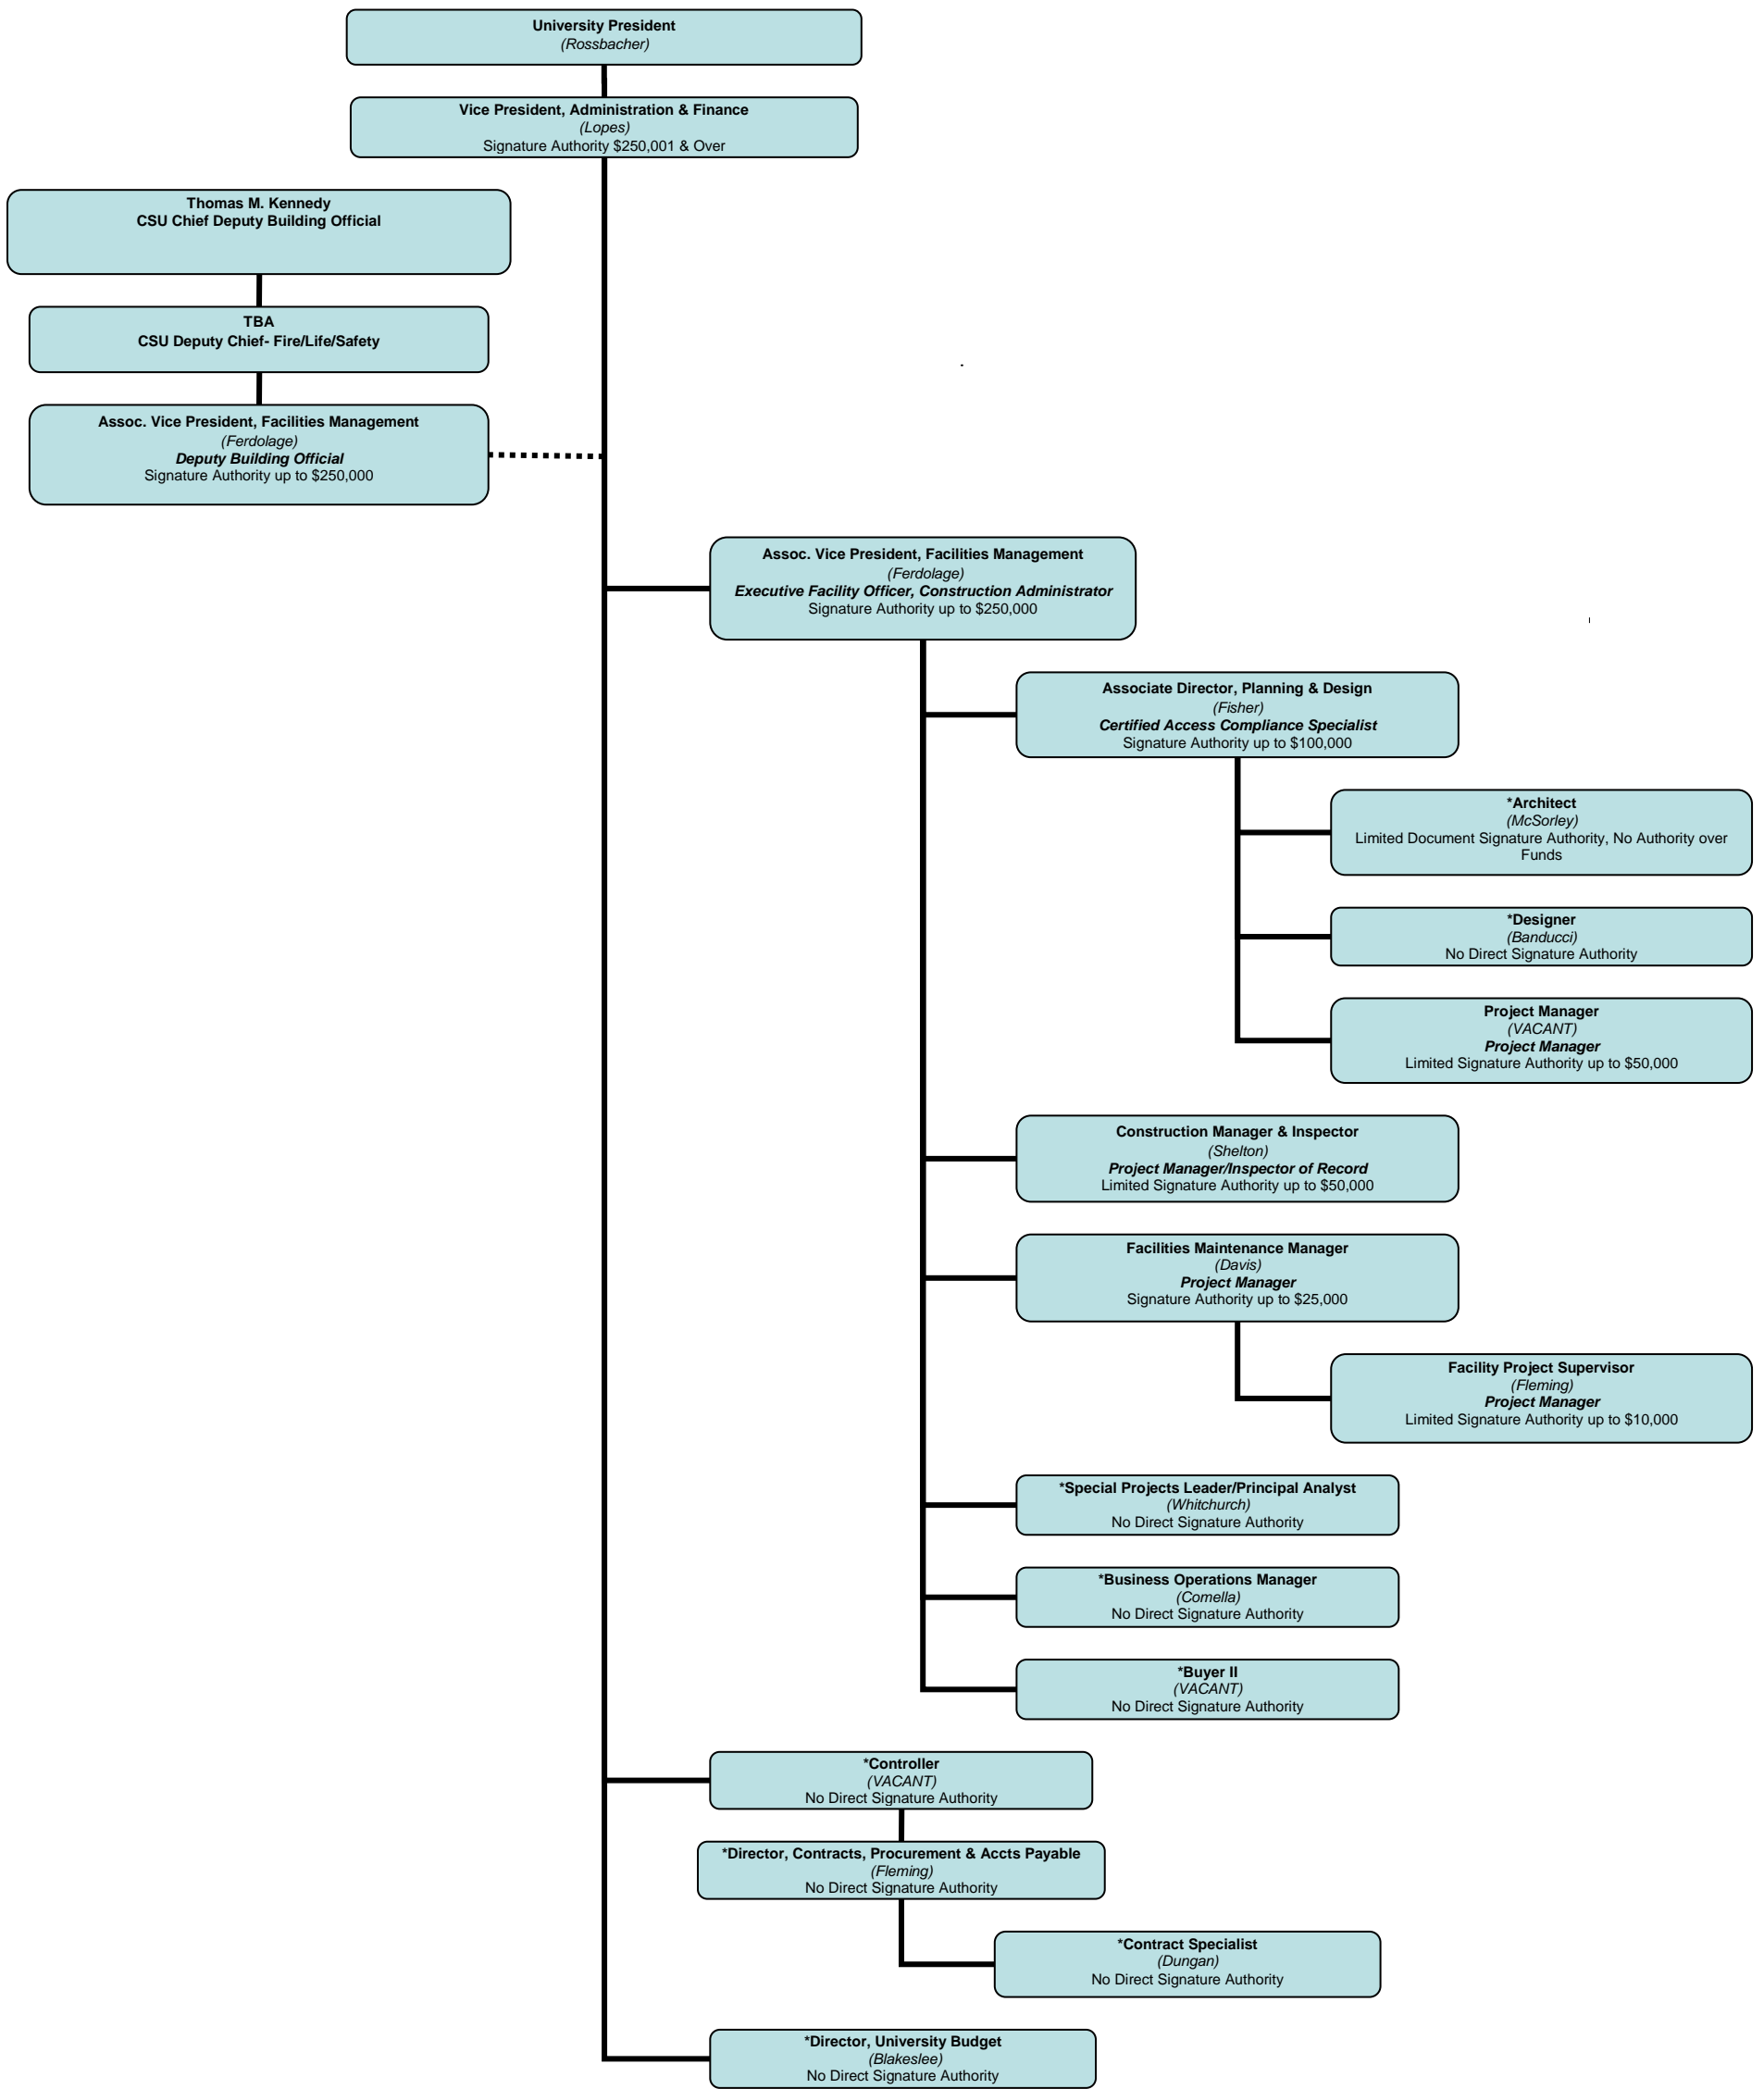 University President
(Rossbacher)
Vice President, Administration & Finance
(Lopes)
Signature Authority $250,001 & Over
Thomas M. Kennedy
CSU Chief Deputy Building Official
TBA
CSU Deputy Chief- Fire/Life/Safety
Assoc. Vice President, Facilities Management
(Ferdolage)
Deputy Building Official
Signature Authority up to $250,000
Assoc. Vice President, Facilities Management
(Ferdolage)
Executive Facility Officer, Construction Administrator
Signature Authority up to $250,000
Associate Director, Planning & Design
(Fisher)
Certified Access Compliance Specialist
Signature Authority up to $100,000
*Architect
(McSorley)
Limited Document Signature Authority, No Authority over
Funds
*Designer
(Banducci)
No Direct Signature Authority
Project Manager
(VACANT)
Project Manager
Limited Signature Authority up to $50,000
Construction Manager & Inspector
(Shelton)
Project Manager/Inspector of Record
Limited Signature Authority up to $50,000
Facilities Maintenance Manager
(Davis)
Project Manager
Signature Authority up to $25,000
Facility Project Supervisor
(Fleming)
Project Manager
Limited Signature Authority up to $10,000
*Special Projects Leader/Principal Analyst
(Whitchurch)
No Direct Signature Authority
*Business Operations Manager
(Comella)
No Direct Signature Authority
*Buyer II
(VACANT)
No Direct Signature Authority
*Controller
(VACANT)
No Direct Signature Authority
*Director, Contracts, Procurement & Accts Payable
(Fleming)
No Direct Signature Authority
*Contract Specialist
(Dungan)
No Direct Signature Authority
*Director, University Budget
(Blakeslee)
No Direct Signature Authority